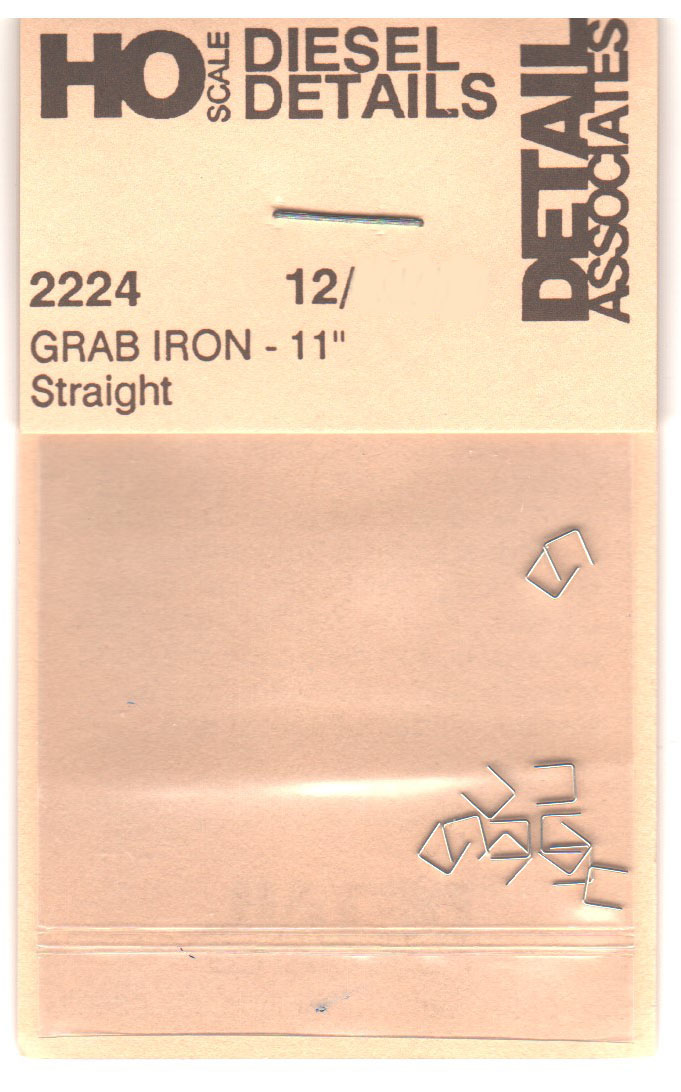 HO SCALE DIESEL DETAILS
DETAIL ASSOCIATES
2224 12/
GRAB IRON - 11"
Straight